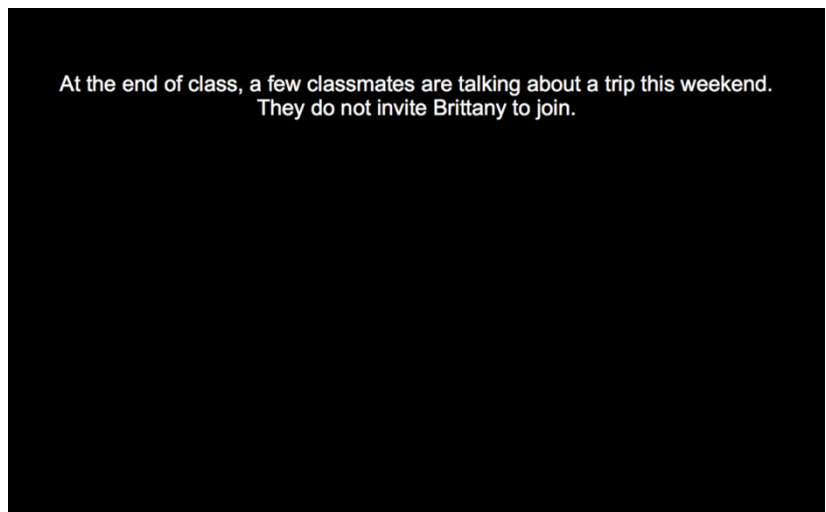 At the end of class, a few classmates are talking about a trip this weekend.
They do not invite Brittany to join.